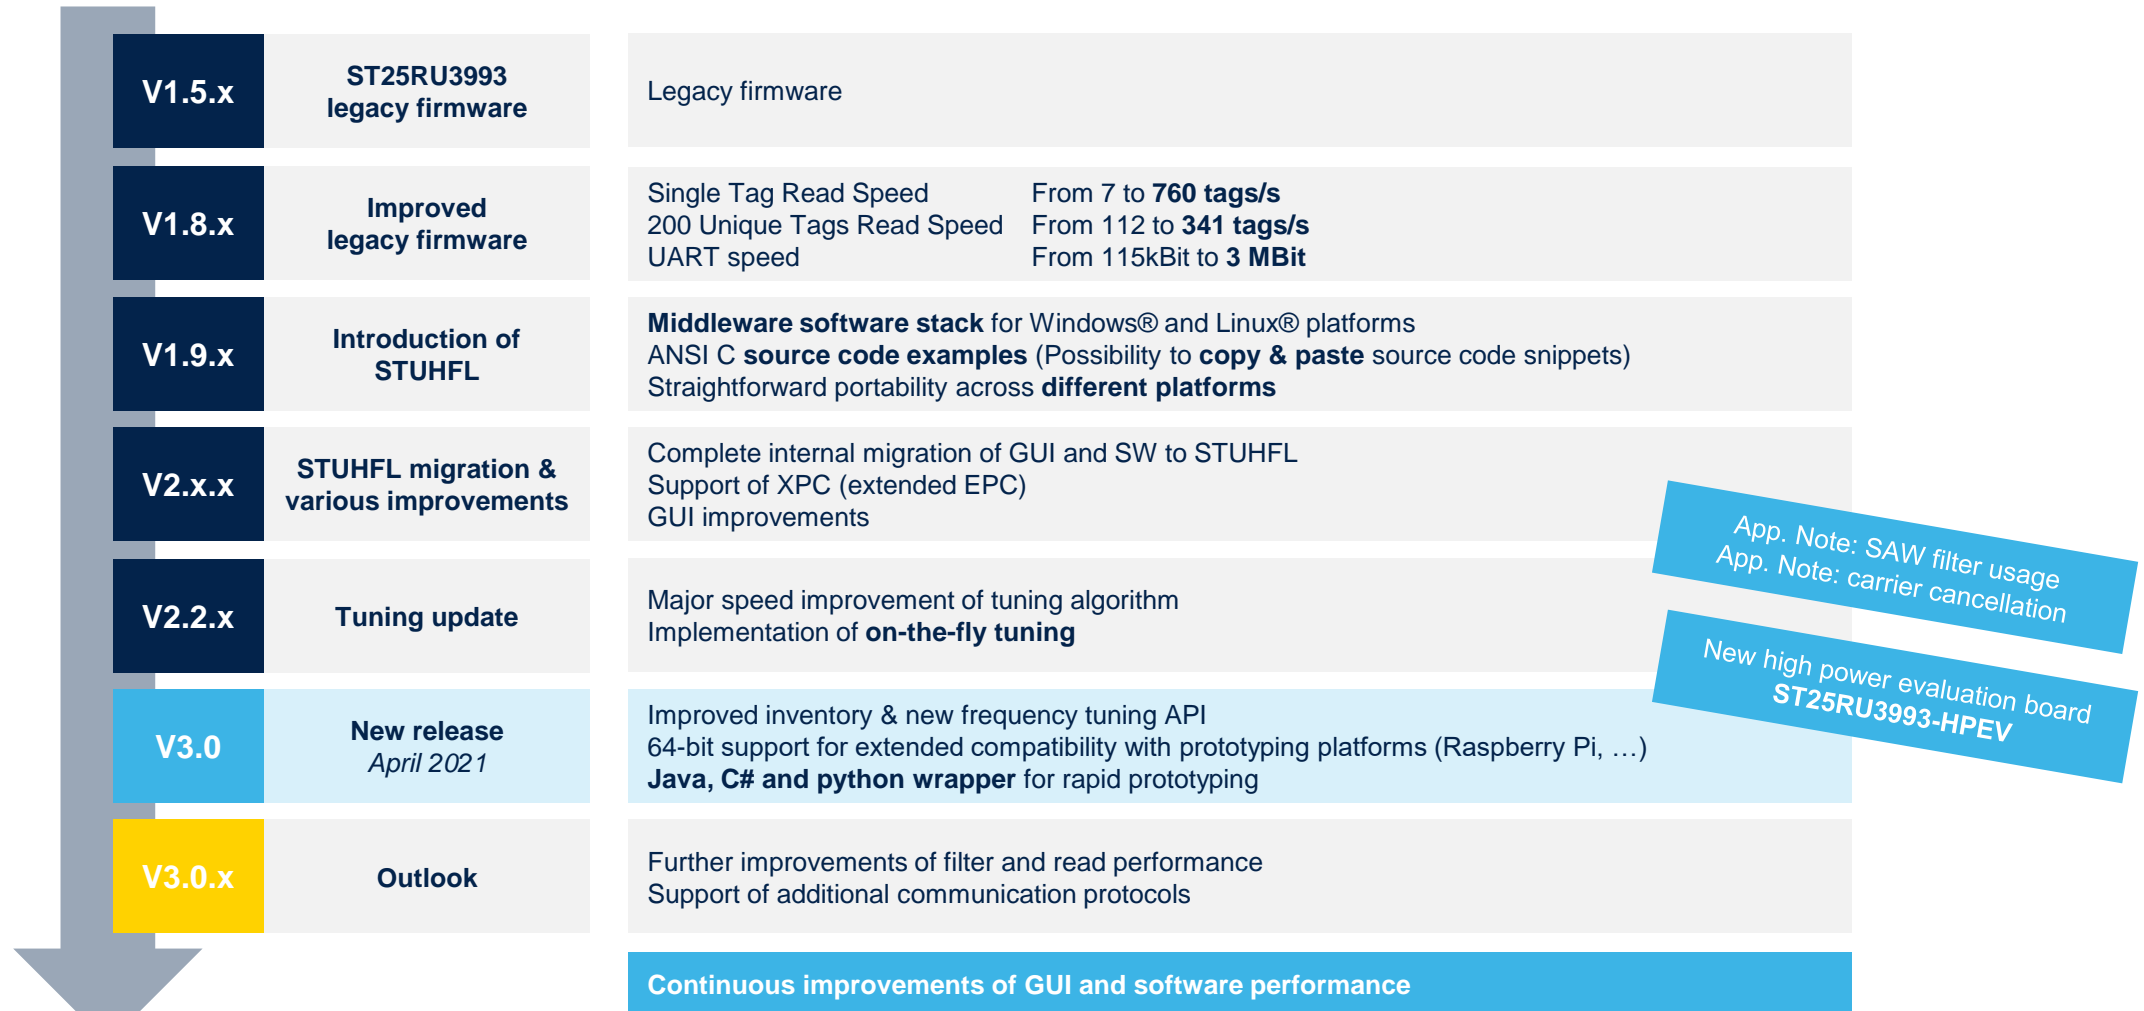 V1.5.x
ST25RU3993
legacy firmware
Legacy firmware
V1.8.x
Improved
legacy firmware
Single Tag Read Speed From 7 to 760 tags/s
200 Unique Tags Read Speed From 112 to 341 tags/s
UART speed From 115kBit to 3 MBit
V1.9.x
Introduction of
STUHFL
Middleware software stack for Windows® and Linux® platforms
ANSI C source code examples (Possibility to copy & paste source code snippets)
Straightforward portability across different platforms
V2.x.x
STUHFL migration &
various improvements
Complete internal migration of GUI and SW to STUHFL
Support of XPC (extended EPC)
GUI improvements
App. Note: SAW filter usage
App. Note: carrier cancellation
V2.2.x
Tuning update
Major speed improvement of tuning algorithm
Implementation of on-the-fly tuning
New high power evaluation board
ST25RU3993-HPEV
V3.0
New release
April 2021
Improved inventory & new frequency tuning API
64-bit support for extended compatibility with prototyping platforms (Raspberry Pi, …)
Java, C# and python wrapper for rapid prototyping
V3.0.x
Outlook
Further improvements of filter and read performance
Support of additional communication protocols
Continuous improvements of GUI and software performance